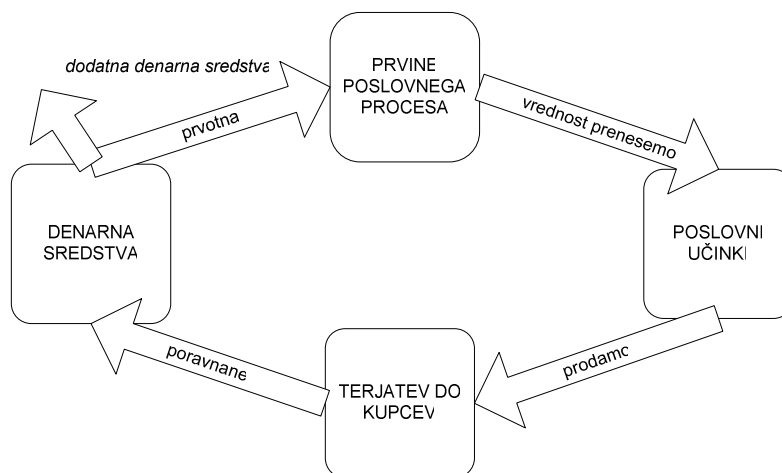 dodatna denarna sredstva
PRVINE
POSLOVNEGA
PROCESA
prvotna
vrednost prenesemo
DENARNA
SREDSTVA
POSLOVNI
UČINKI
poravnane
prodamo
TERJATEV DO
KUPCEV